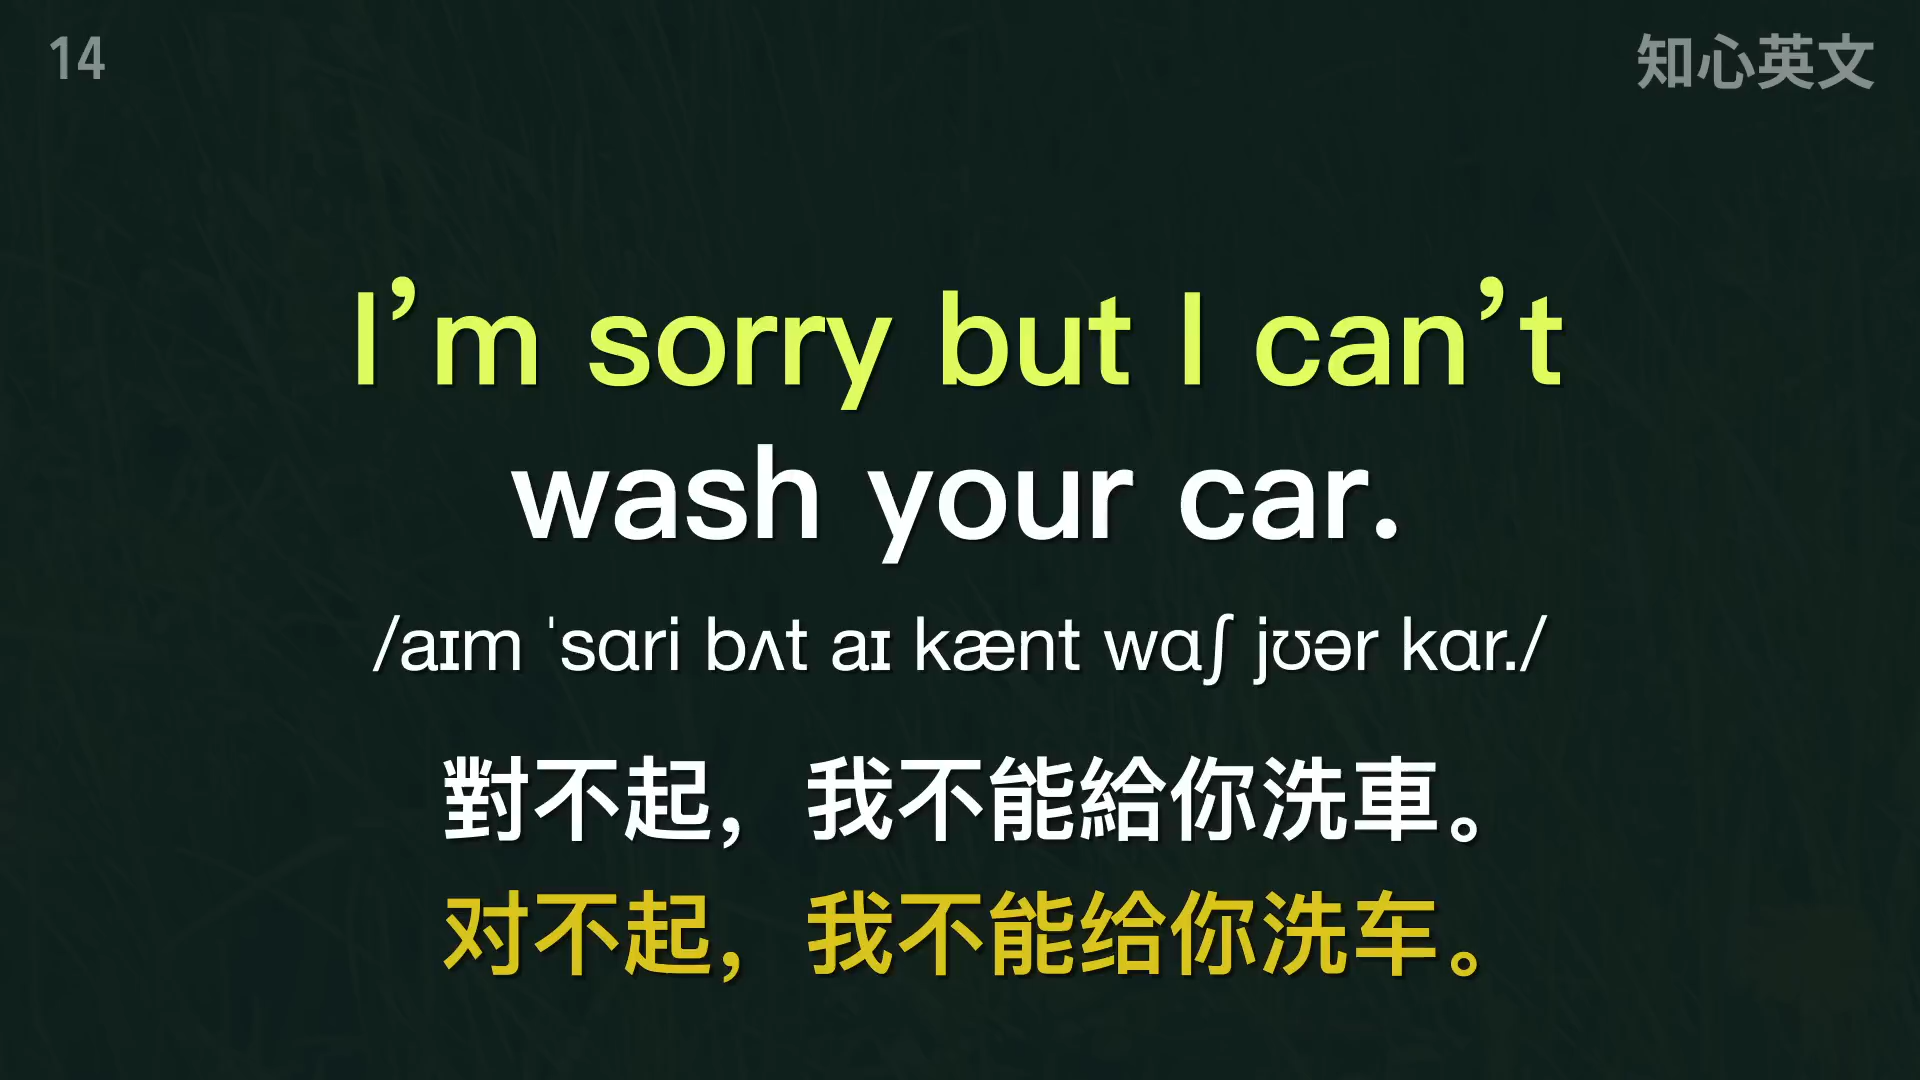 14
知心英文
I’m sorry but I can’t
wash your car.
/aɪm ˈsɑri bʌt aɪ kænt wɑʃ jʊər kɑr./
對不起，我不能給你洗車。
对不起，我不能给你洗车。